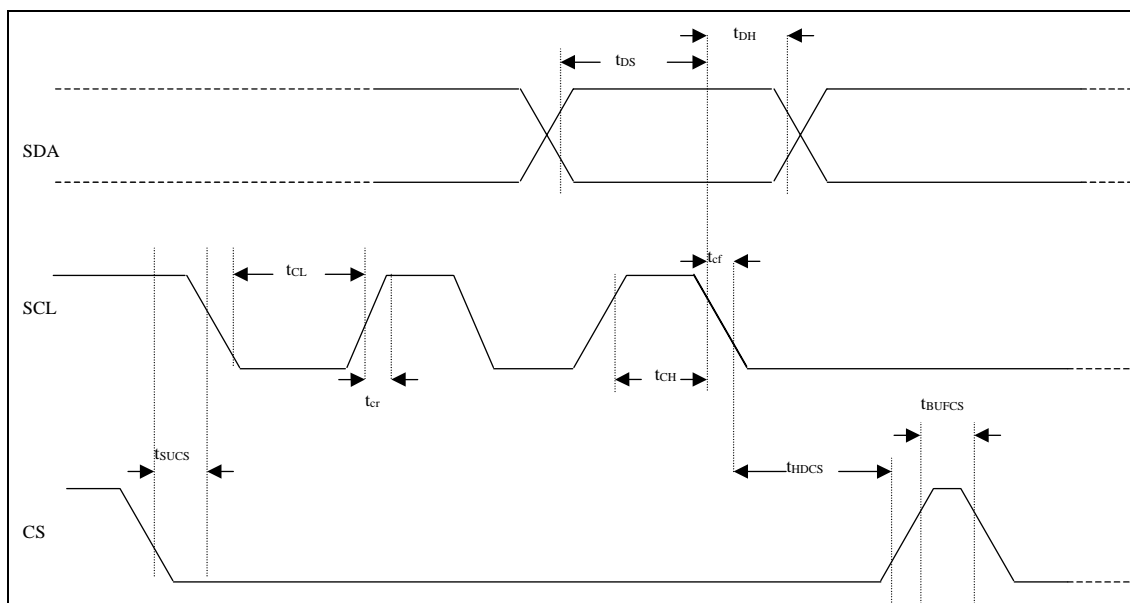 tDH
tDS
SDA
tCL
tcf
SCL
tCH
tcr
tBUFCS
tSUCS
tHDCS
CS